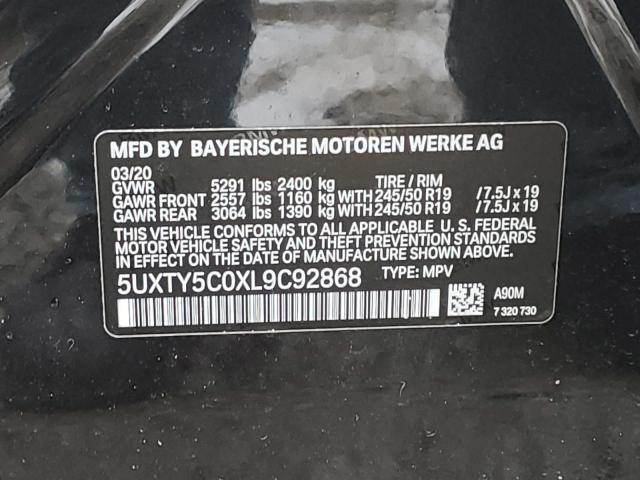 MFD BY BAYERISCHE MOTOREN WERKE AG
03/20
GVWR 5291 lbs 2400 kg TIRE / RIM
GAWR FRONT 2557 lbs 1160 kg WITH 245/50 R19 /7.5J x 19
GAWR REAR 3064 lbs 1390 kg WITH 245/50 R19 /7.5J x 19
THIS VEHICLE CONFORMS TO ALL APPLICABLE U. S. FEDERAL
MOTOR VEHICLE SAFETY AND THEFT PREVENTION STANDARDS
IN EFFECT ON THE DATE OF MANUFACTURE SHOWN ABOVE.
5UXTY5C0XL9C92868 TYPE: MPV
A90M
7 320 730